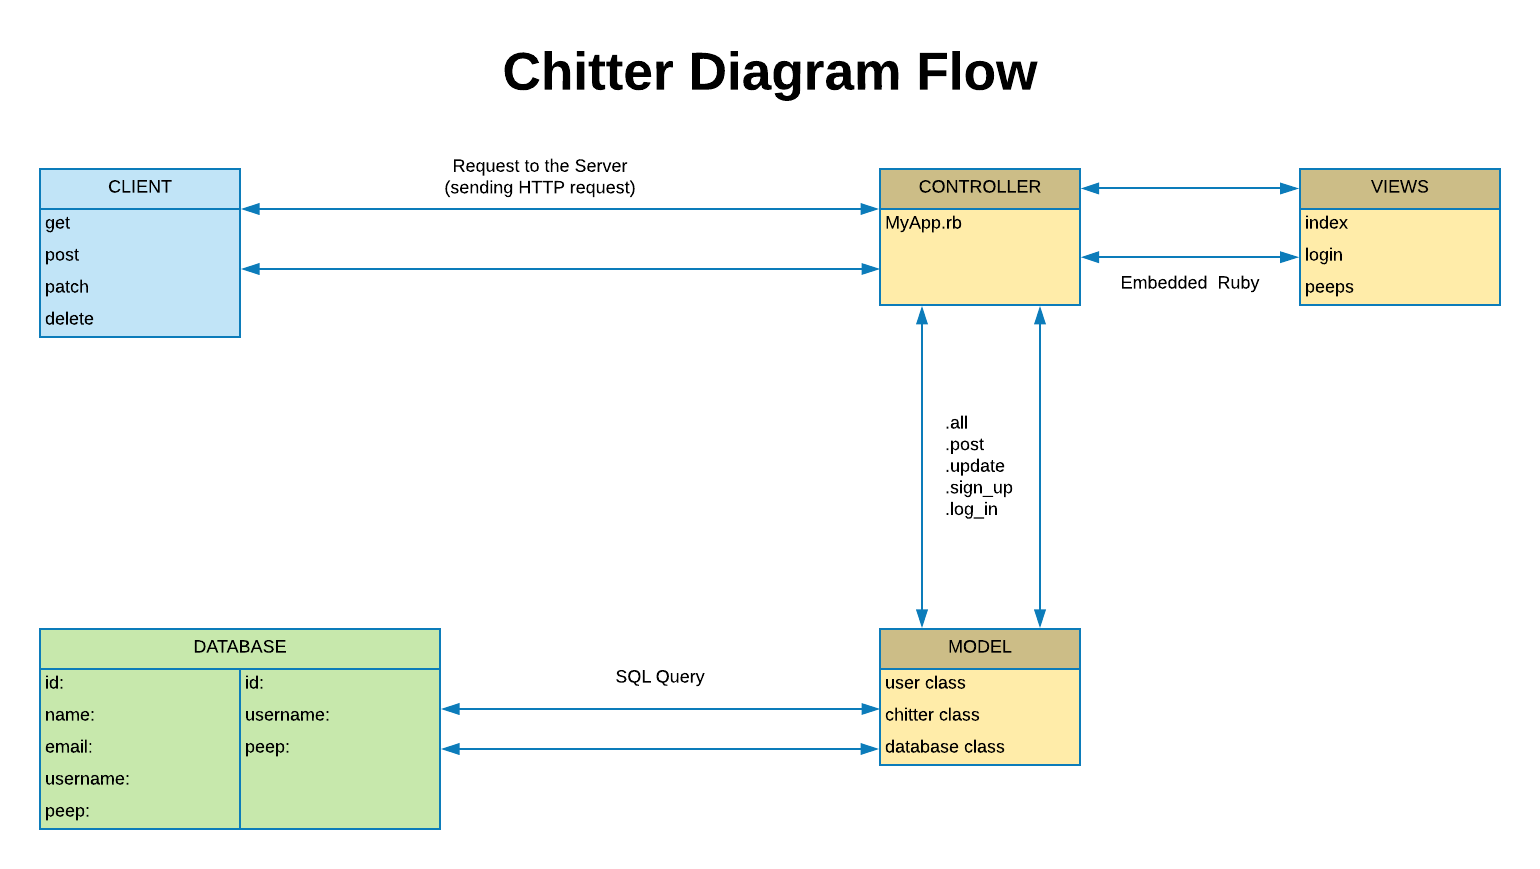 Chitter Diagram Flow
Request to the Server
(sending HTTP request)
CLIENT
get
post
patch
delete
CONTROLLER
MyApp.rb
VIEWS
index
login
peeps
Embedded  Ruby
.all
.post
.update
.sign_up
.log_in
DATABASE
id:
name:
email:
username:
peep:
id:
username:
peep:
SQL Query
MODEL
user class
chitter class
database class